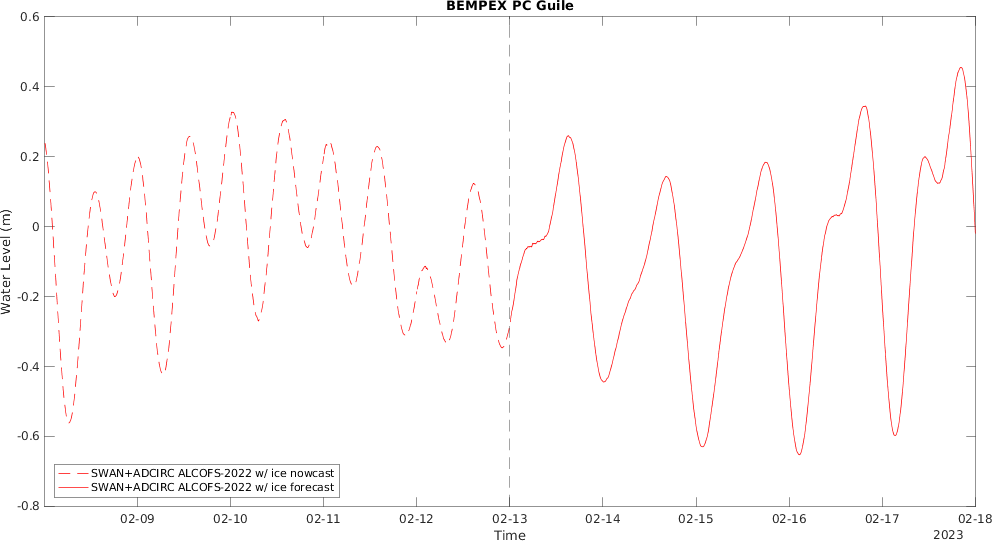 BEMPEX PC Guile
0.6
0.4
0.2
0
-0.2
-0.4
-0.6
-0.8
Water Level (m)
SWAN+ADCIRC ALCOFS-2022 w/ ice nowcast
SWAN+ADCIRC ALCOFS-2022 w/ ice forecast
02-09 02-10 02-11 02-12 02-13 02-14 02-15 02-16 02-17 02-18
Time
2023